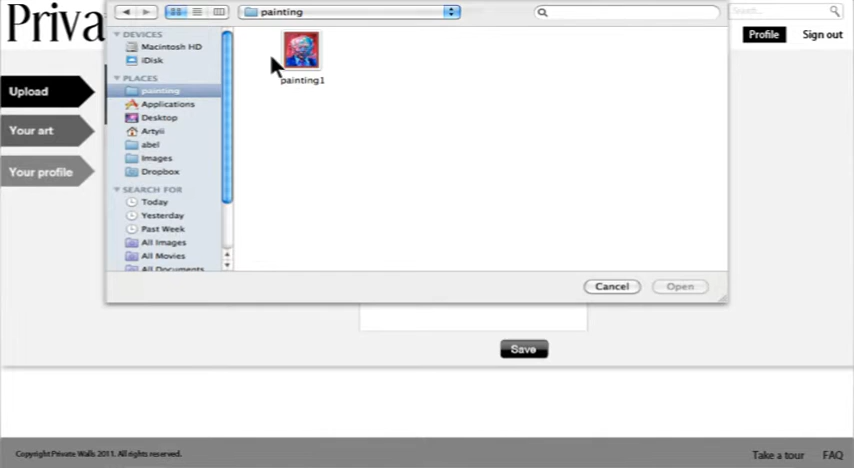 Priva
painting
Search...
Profile
Sign out
Upload
Your art
Your profile
DEVICES
Macintosh HD
iDisk
PLACES
painting
Applications
Desktop
Artyii
abel
Images
Dropbox
SEARCH FOR
Today
Yesterday
Past Week
All Images
All Movies
All Documents
painting1
Cancel
Open
Save
Copyright Private Walls 2011. All rights reserved.
Take a tour
FAQ